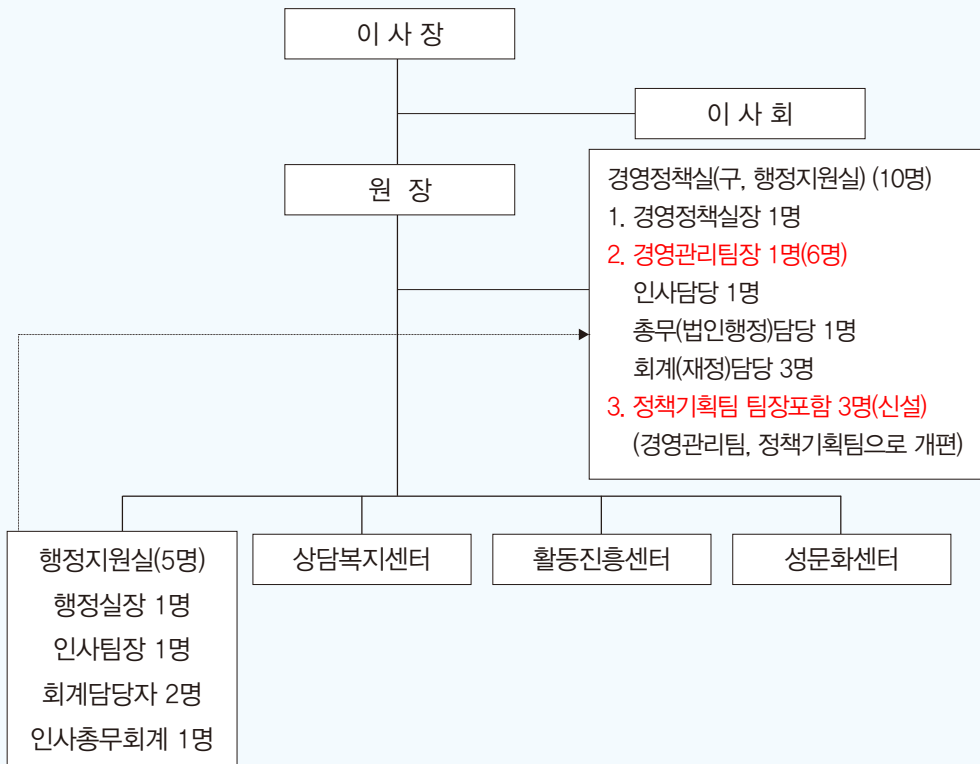 이 사 장
이 사 회
원 장
경영정책실(구, 행정지원실) (10명)
1. 경영정책실장 1명
2. 경영관리팀장 1명(6명)
인사담당 1명
총무(법인행정)담당 1명
회계(재정)담당 3명
3. 정책기획팀 팀장포함 3명(신설)
(경영관리팀, 정책기획팀으로 개편)
행정지원실(5명)
행정실장 1명
인사팀장 1명
회계담당자 2명
인사총무회계 1명
상담복지센터
활동진흥센터
성문화센터